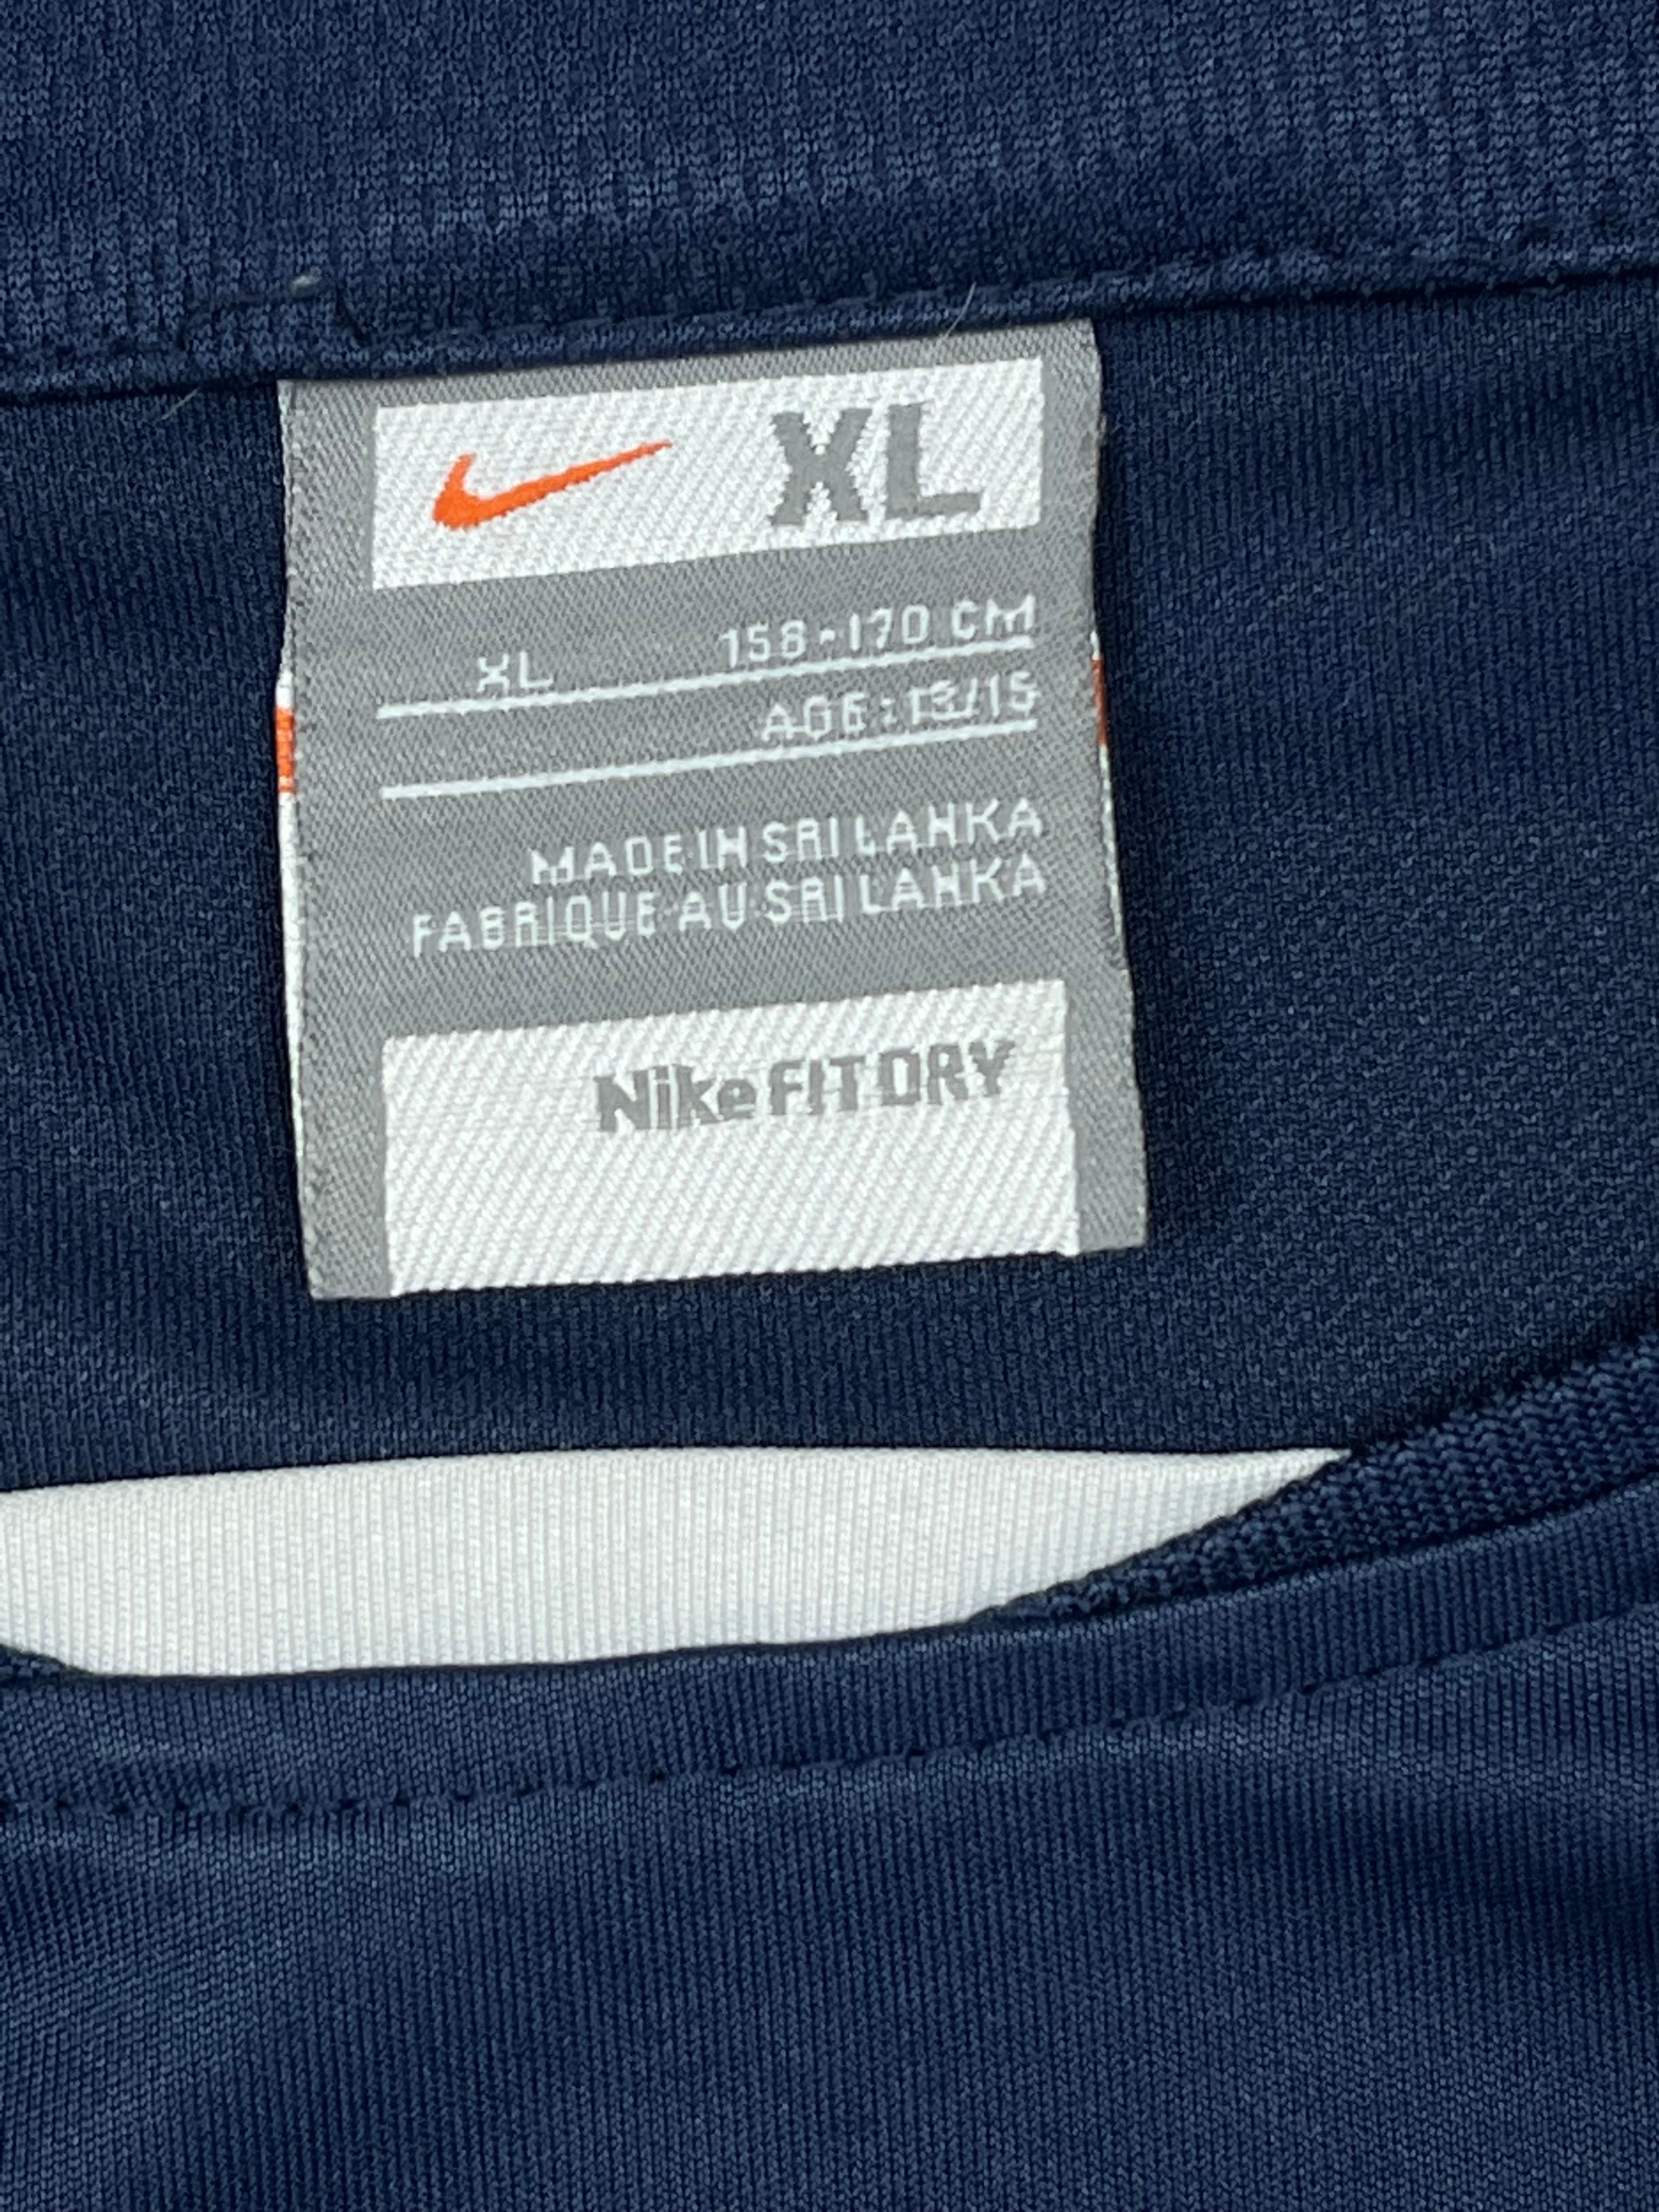 XL
XL 158-170 CM
AGE:13/15
MADE IN SRI LANKA
FABRIQUE AU SRI LANKA
Nike FIT DRY